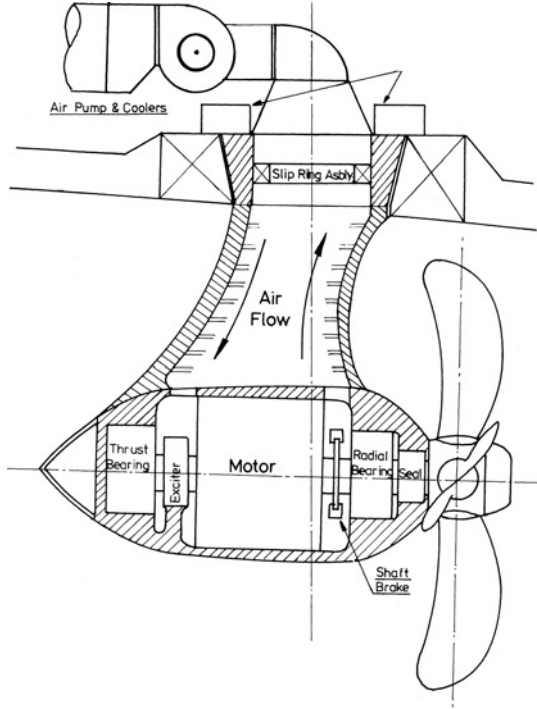 Air Pump & Coolers
Slip Ring Asbly
Air
Flow
Thrust
Bearing
Exciter
Motor
Radial
Bearing
Seal
Shaft
Brake